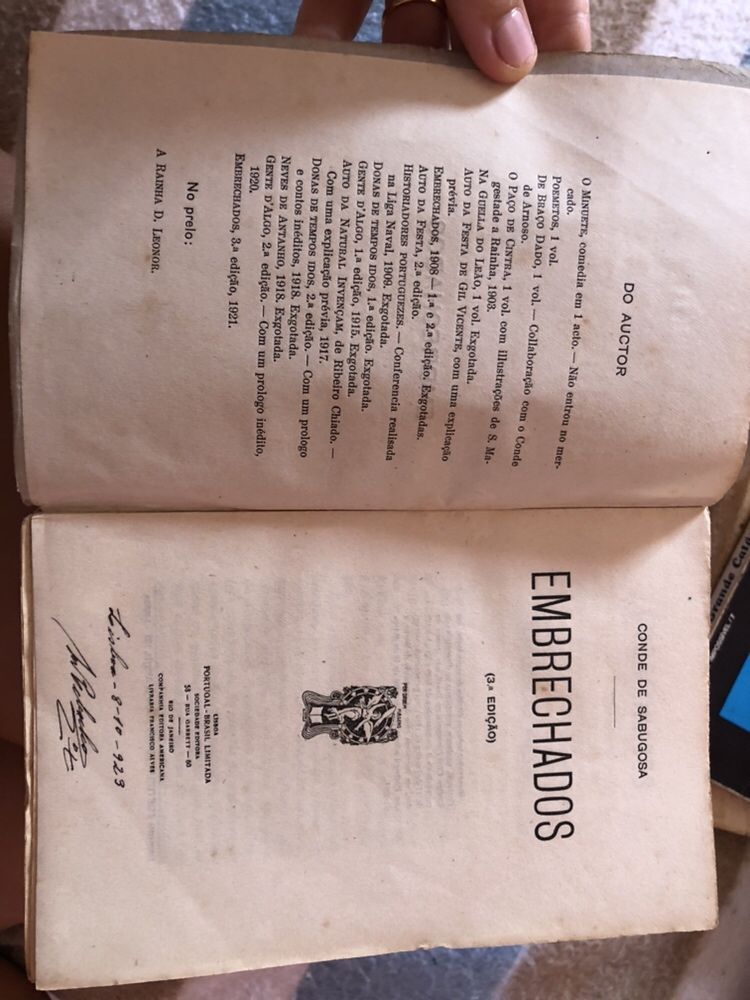 DO AUCTOR
O MINUETE, comedia em 1 acto. — Não entrou no mer-
cado.
POEMETOS, 1 vol.
DE BRAÇO DADO, 1 vol. — Collaboração com o Conde
de Arnoso.
O PAÇO DE CINTRA, 1 vol. com illustrações de S. Ma-
gestade a Rainha, 1903.
NA GUELLA DO LEÃO, 1 vol. Exgotada.
AUTO DA FESTA DE GIL VICENTE, com uma explicação
prévia.
EMBRECHADOS, 1908 — 1.ª e 2.ª edição. Exgotadas.
AUTO DA FESTA, 2.ª edição.
HISTORIADORES PORTUGUEZES. — Conferencia realisada
na Liga Naval, 1909. Exgotada.
DONAS DE TEMPOS IDOS, 1.ª edição. Exgotada.
GENTE D'ALGO, 1.ª edição, 1915. Exgotada.
AUTO DA NATURAL INVENÇAM, de Ribeiro Chiado. —
Com uma explicação prévia, 1917.
DONAS DE TEMPOS IDOS, 2.ª edição. — Com um prologo
e contos inéditos, 1918. Exgotada.
NEVES DE ANTANHO, 1918. Exgotada.
GENTE D'ALGO, 2.ª edição. — Com um prologo inédito,
1920.
EMBRECHADOS, 3.ª edição, 1921.
No prelo:
A RAINHA D. LEONOR.
CONDE DE SABUGOSA
EMBRECHADOS
(3.ª EDIÇÃO)
LISBOA
PORTUGAL-BRASIL LIMITADA
SOCIEDADE EDITORA
58 — RUA GARRETT — 60
RIO DE JANEIRO
COMPANHIA EDITORA AMERICANA
LIVRARIA FRANCISCO ALVES
Lisboa - 8-10-923
Grande